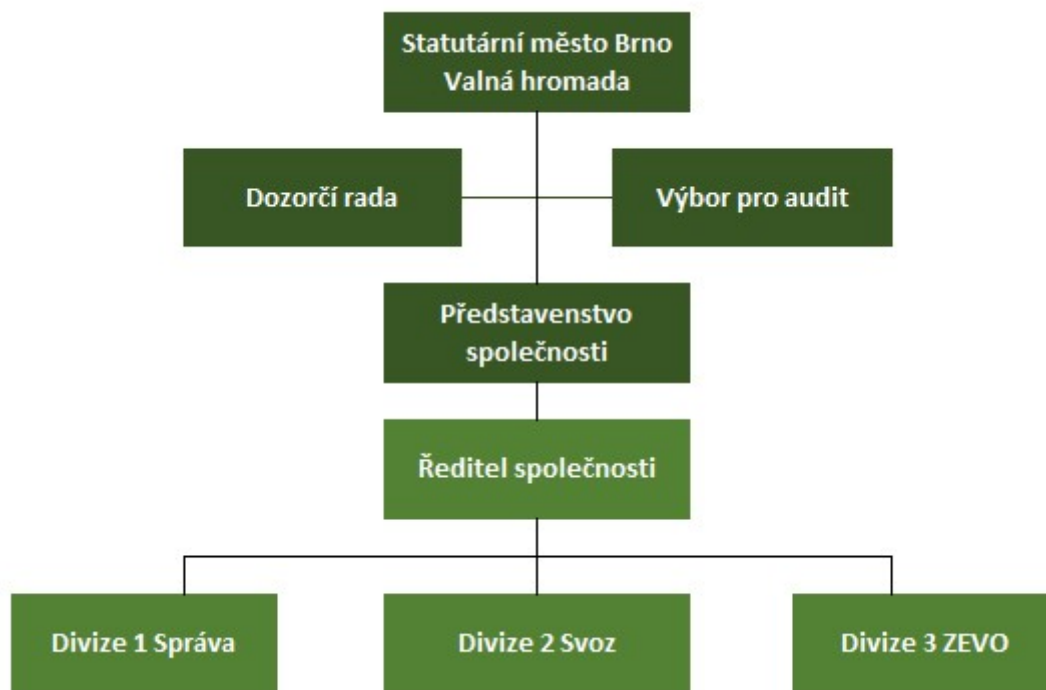 Statutární město Brno
Valná hromada
Dozorčí rada
Výbor pro audit
Představenstvo
společnosti
Ředitel společnosti
Divize 1 Správa
Divize 2 Svoz
Divize 3 ZEVO